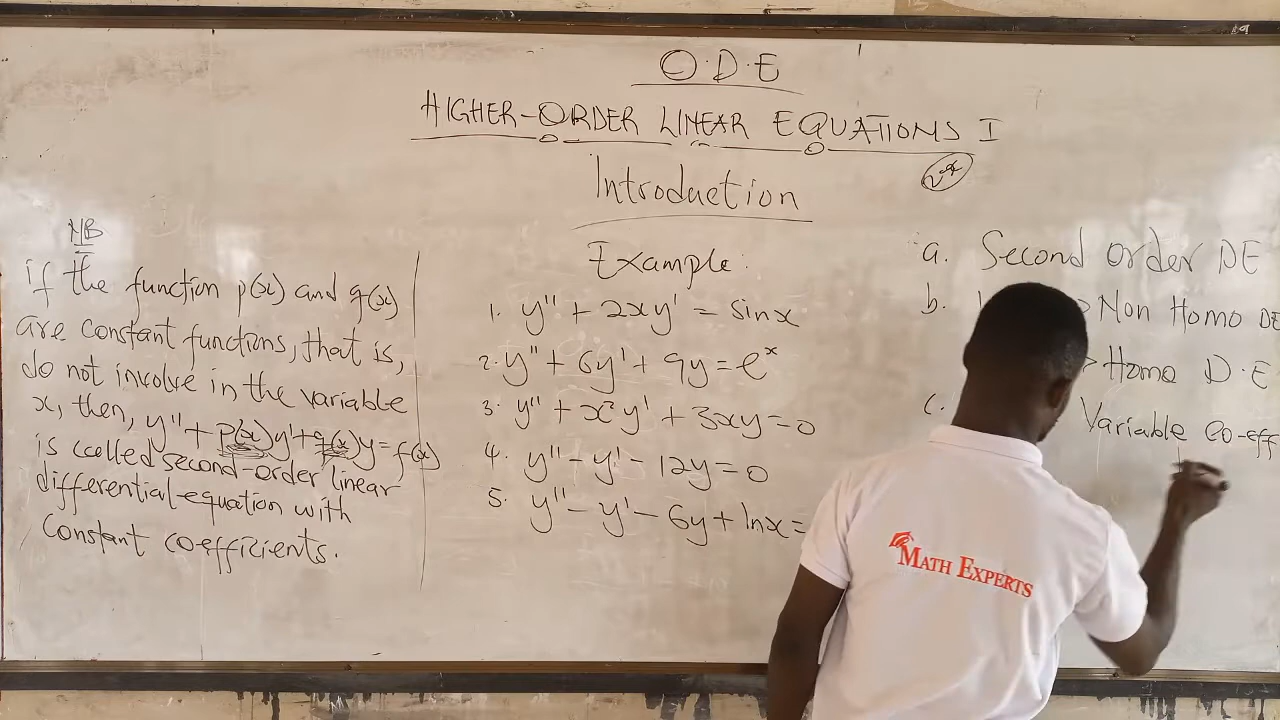 O.D.E
HIGHER-ORDER LINEAR EQUATIONS I
Introduction
NB
if the function p(x) and q(x)
are constant functions, that is,
do not involve in the variable
x, then, y'' + p(x)y' + q(x)y = f(x)
is called second-order linear
differential equation with
constant coefficients.
Example:
1. y'' + 2xy' = sinx
2. y'' + 6y' + 9y = e^x
3. y'' + x²y' + 3xy = 0
4. y'' - y' - 12y = 0
5. y'' - y' - 6y + lnx =
a. Second order DE
b. Non Homo DE
Homo D.E
c. Variable co-eff
MATH EXPERTS